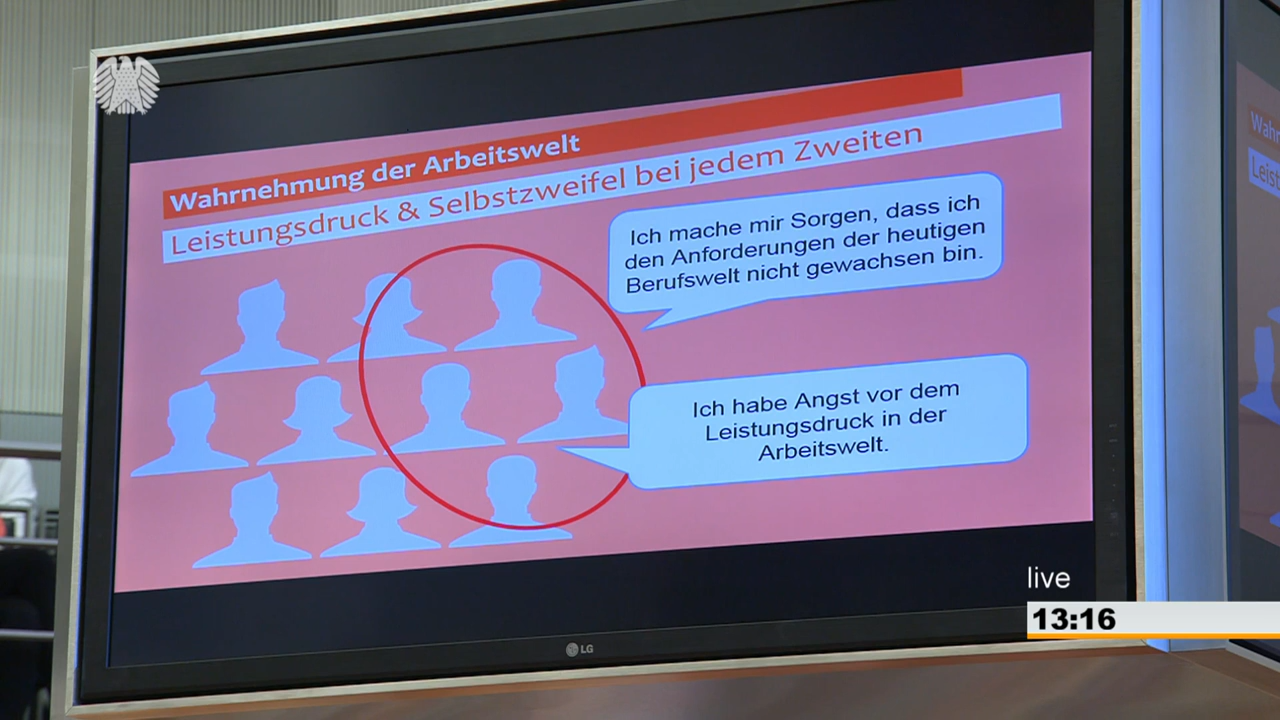 Wahrnehmung der Arbeitswelt
Leistungsdruck & Selbstzweifel bei jedem Zweiten
Ich mache mir Sorgen, dass ich
den Anforderungen der heutigen
Berufswelt nicht gewachsen bin.
Ich habe Angst vor dem
Leistungsdruck in der
Arbeitswelt.
live
13:16
LG